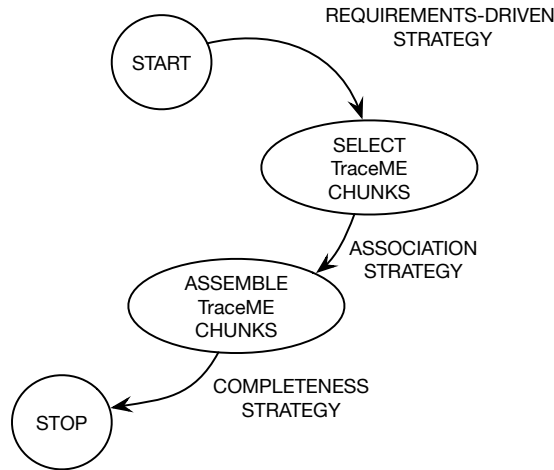 REQUIREMENTS-DRIVEN
STRATEGY
START
SELECT
TraceME
CHUNKS
ASSOCIATION
STRATEGY
ASSEMBLE
TraceME
CHUNKS
COMPLETENESS
STRATEGY
STOP